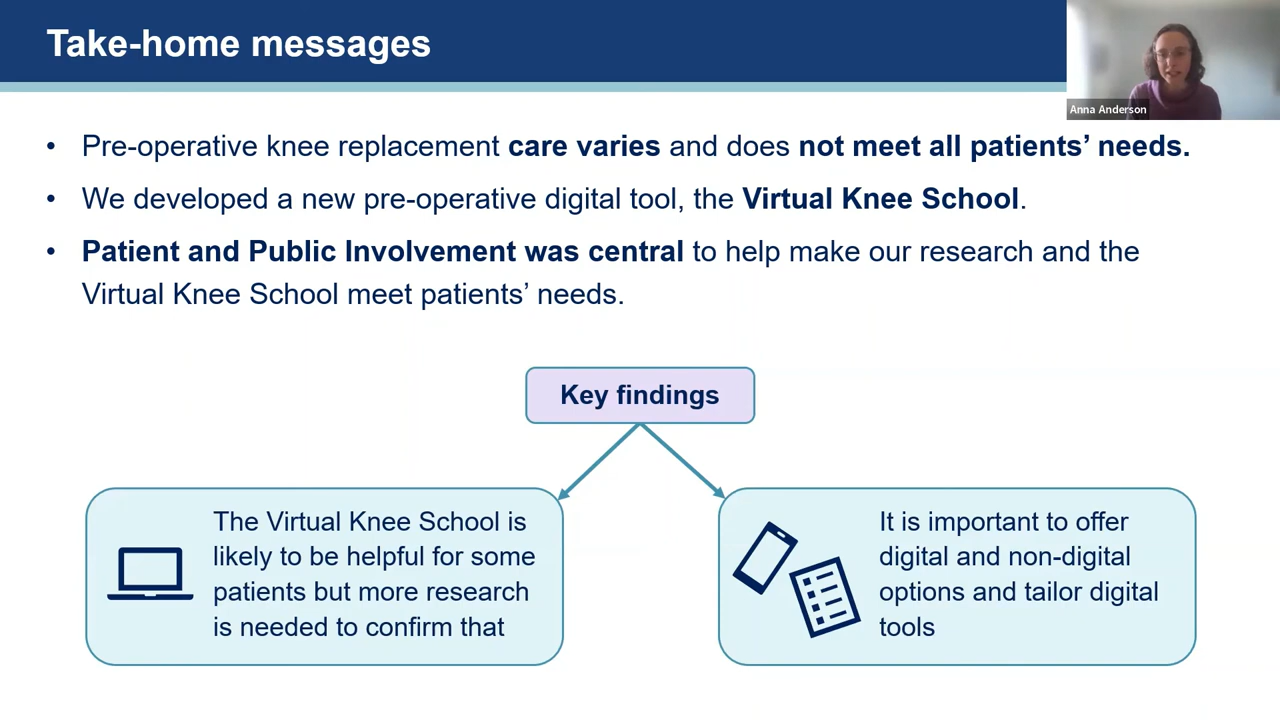 Take-home messages
Anna Anderson
• Pre-operative knee replacement care varies and does not meet all patients’ needs.
• We developed a new pre-operative digital tool, the Virtual Knee School.
• Patient and Public Involvement was central to help make our research and the
Virtual Knee School meet patients’ needs.
Key findings
The Virtual Knee School is
likely to be helpful for some
patients but more research
is needed to confirm that
It is important to offer
digital and non-digital
options and tailor digital
tools